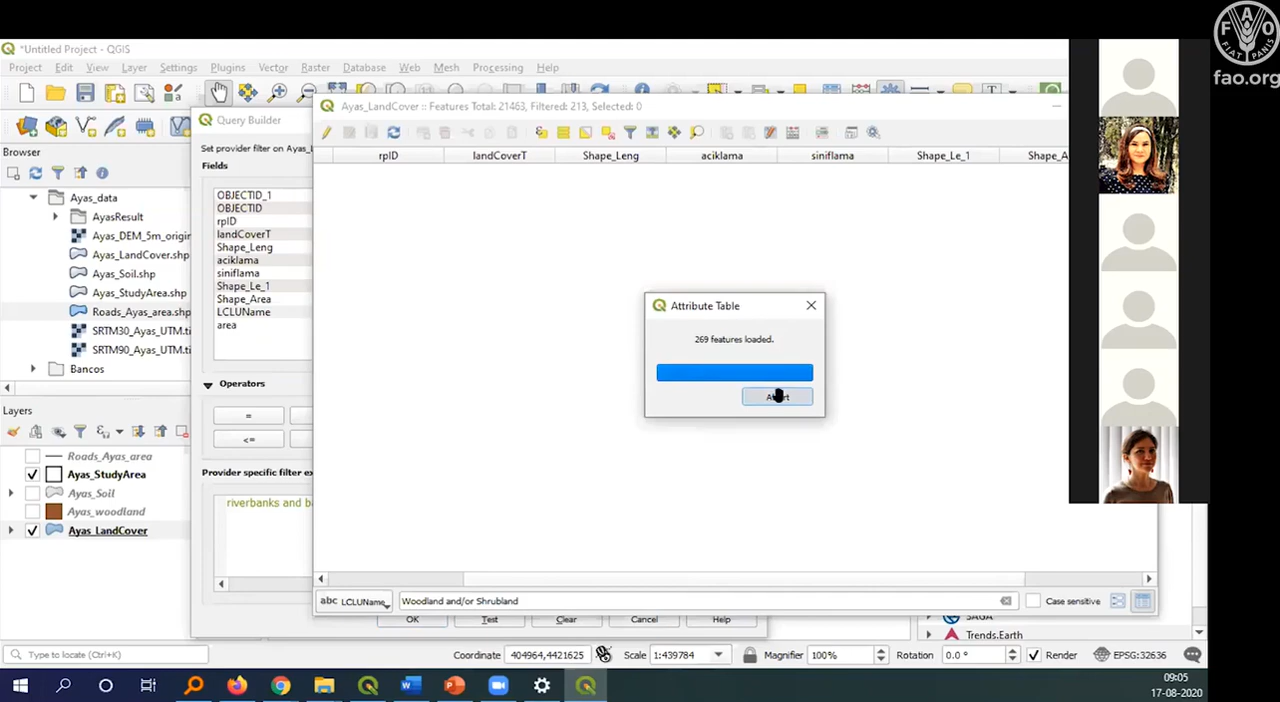 FAO
FIAT PANIS
fao.org
*Untitled Project - QGIS
Project Edit View Layer Settings Plugins Vector Raster Database Web Mesh Processing Help
Query Builder
Set provider filter on Ayas_l
Fields
OBJECTID_1
OBJECTID
rpID
landCoverT
Shape_Leng
aciklama
siniflama
Shape_Le_1
Shape_Area
LCLUName
area
Operators
=
<=
Provider specific filter ex
riverbanks and b
OK Test Clear Cancel Help
Ayas_LandCover :: Features Total: 21463, Filtered: 213, Selected: 0
rpID landCoverT Shape_Leng aciklama siniflama Shape_Le_1 Shape_A
Attribute Table
269 features loaded.
abc LCLUName Woodland and/or Shrubland Case sensitive
Browser
Ayas_data
AyasResult
Ayas_DEM_5m_origin
Ayas_LandCover.shp
Ayas_Soil.shp
Ayas_StudyArea.shp
Roads_Ayas_area.shp
SRTM30_Ayas_UTM.ti
SRTM90_Ayas_UTM.ti
Bancos
Layers
Roads_Ayas_area
Ayas_StudyArea
Ayas_Soil
Ayas_woodland
Ayas_LandCover
SAGA
Trends.Earth
Type to locate (Ctrl+K) Coordinate 404964,4421625 Scale 1:439784 Magnifier 100% Rotation 0.0 ° Render EPSG:32636
09:05
17-08-2020